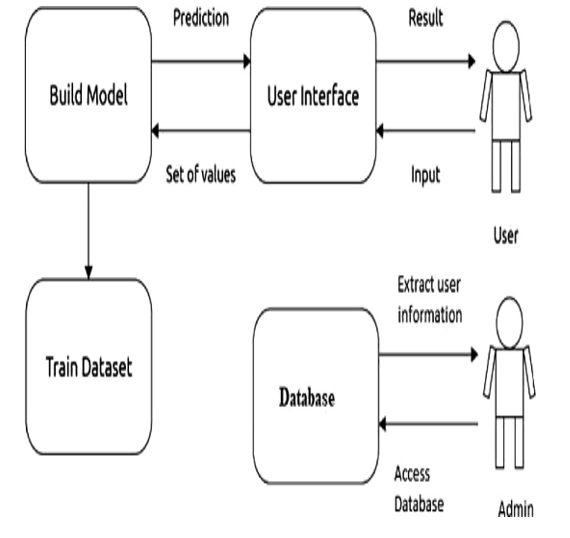 Prediction
Result
Build Model
User Interface
Set of values
Input
User
Extract user
information
Train Dataset
Database
Access
Database
Admin